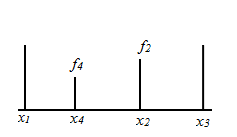 f₂
f₄
x₁ x₄ x₂ x₃